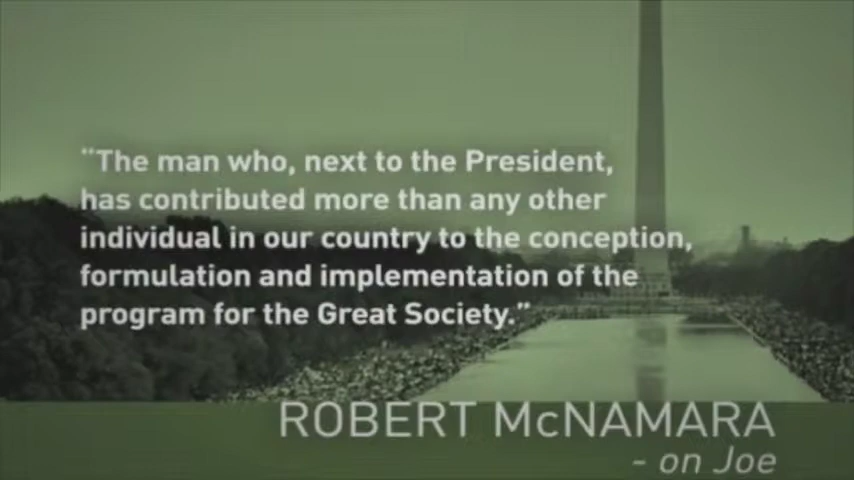 "The man who, next to the President,
has contributed more than any other
individual in our country to the conception,
formulation and implementation of the
program for the Great Society."
ROBERT McNAMARA
- on Joe